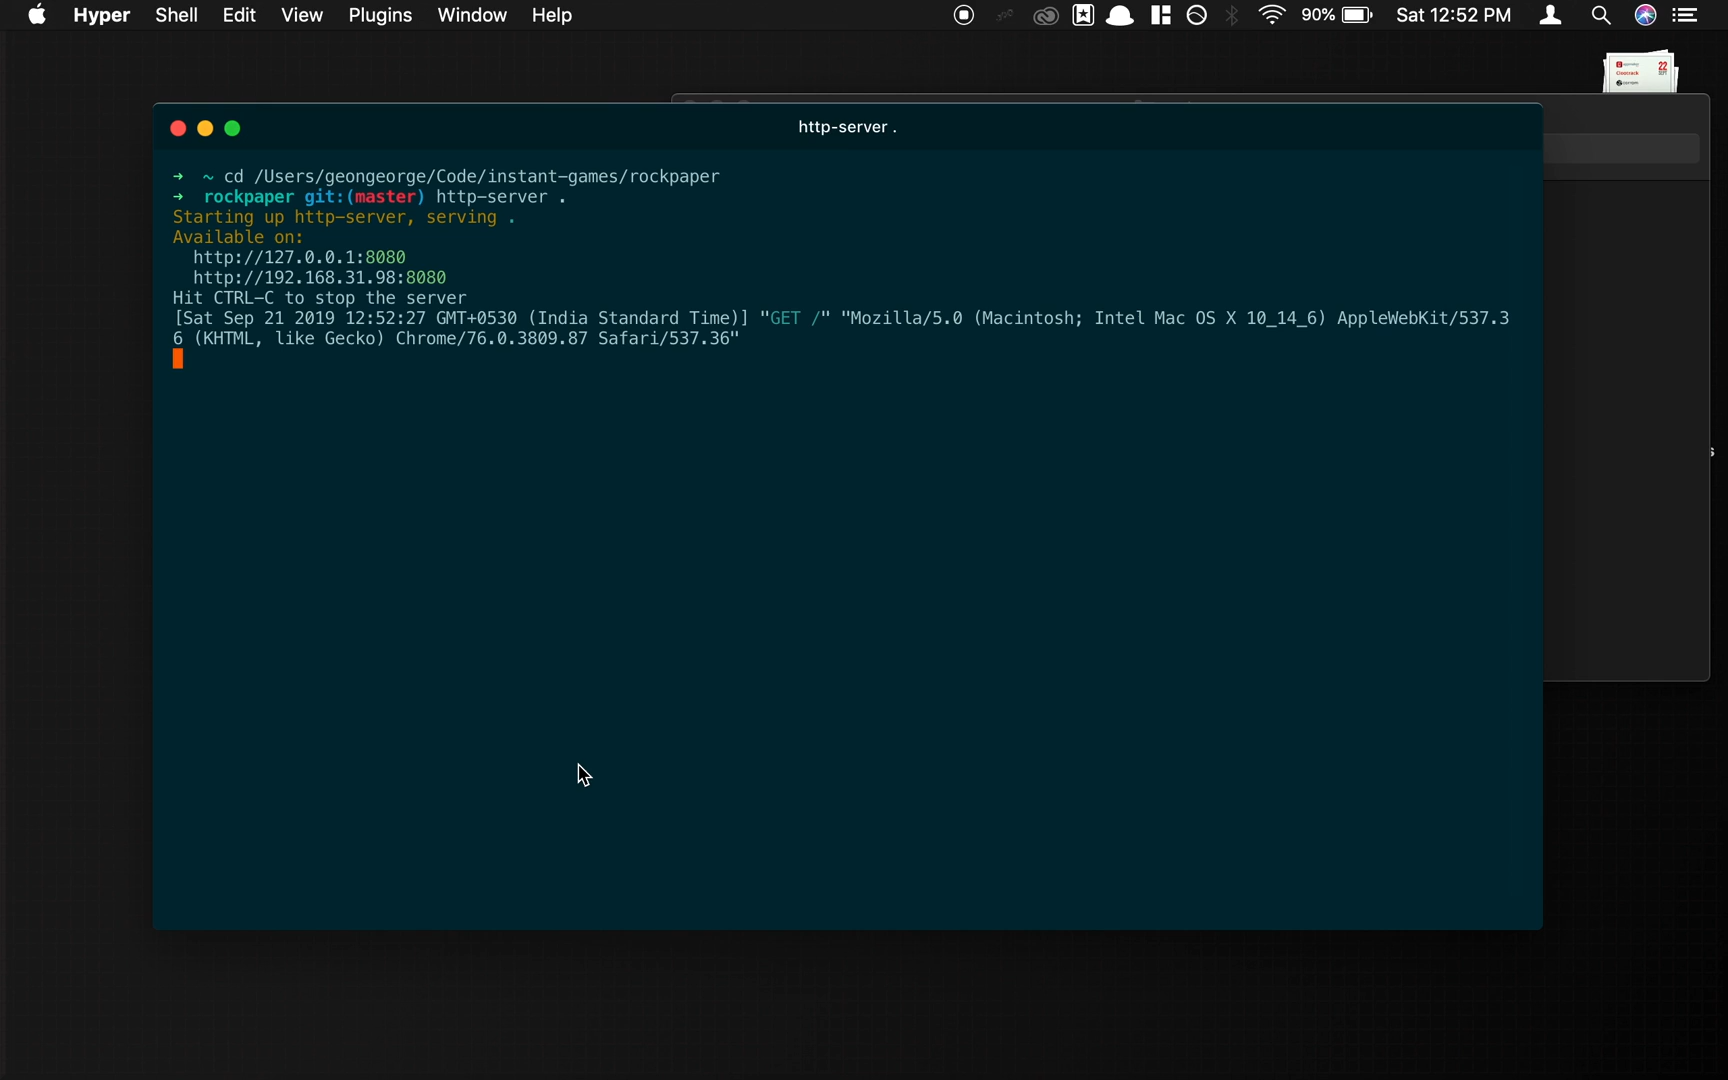 Hyper Shell Edit View Plugins Window Help 90% Sat 12:52 PM
22
http-server .
→ ~ cd /Users/geongeorge/Code/instant-games/rockpaper
→ rockpaper git:(master) http-server .
Starting up http-server, serving .
Available on:
http://127.0.0.1:8080
http://192.168.31.98:8080
Hit CTRL-C to stop the server
[Sat Sep 21 2019 12:52:27 GMT+0530 (India Standard Time)] "GET /" "Mozilla/5.0 (Macintosh; Intel Mac OS X 10_14_6) AppleWebKit/537.3
6 (KHTML, like Gecko) Chrome/76.0.3809.87 Safari/537.36"
s